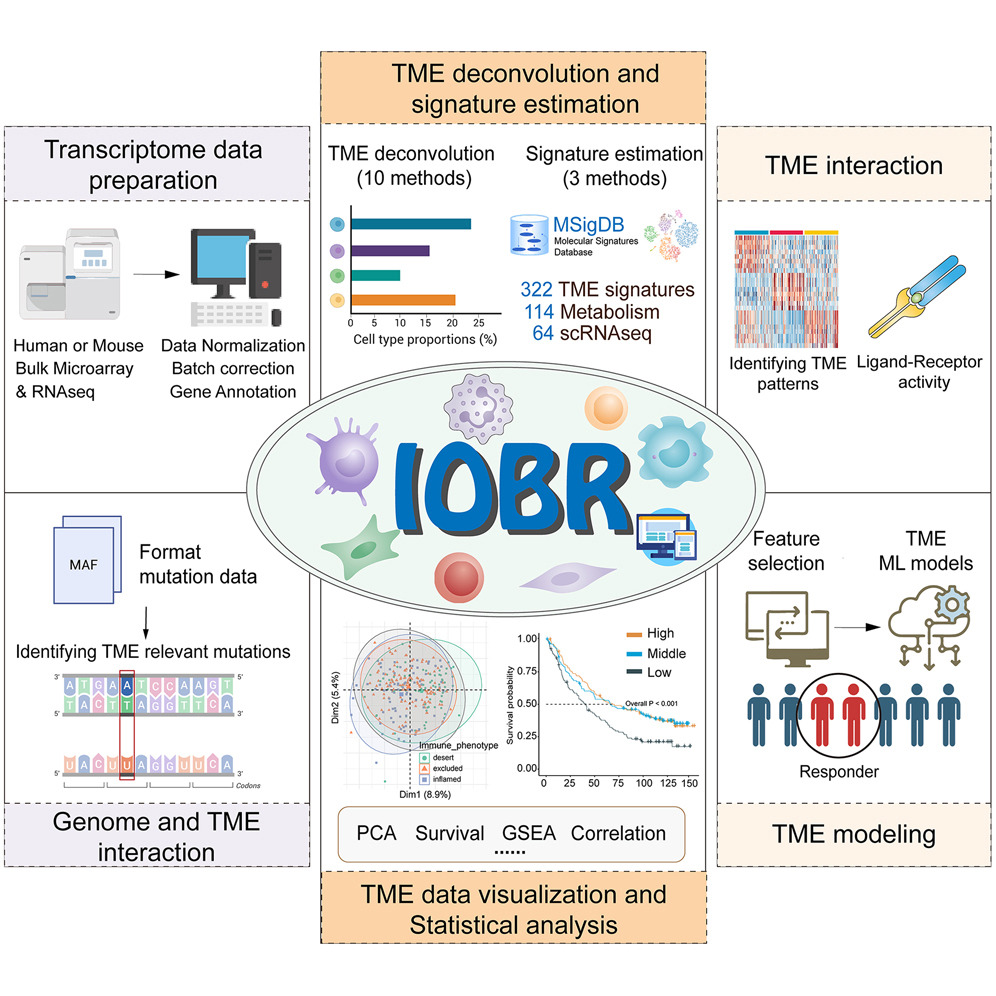 TME deconvolution and
signature estimation
Transcriptome data
preparation
TME interaction
TME deconvolution
(10 methods)
Signature estimation
(3 methods)
MSigDB
Molecular Signatures
Database
322 TME signatures
114 Metabolism
64 scRNAseq
0 5 10 15 20 25
Cell type proportions (%)
Human or Mouse
Bulk Microarray
& RNAseq
Data Normalization
Batch correction
Gene Annotation
Identifying TME
patterns
Ligand-Receptor
activity
IOBR
MAF
Format
mutation data
Identifying TME relevant mutations
3' ATGAATCCAAGT 3'
5' TACTTAGGTTCA 5'
5' UACUUAGGUUCA 3'
Codons
Genome and TME
interaction
Dim2 (5.4%)
Immune_phenotype
desert
excluded
inflamed
Dim1 (8.9%)
High
Middle
Low
Overall P < 0.001
Survival probability
1.00
0.75
0.50
0.25
0.00
0 25 50 75 100 125 150
PCA Survival GSEA Correlation
......
TME data visualization and
Statistical analysis
Feature
selection
TME
ML models
Responder
TME modeling